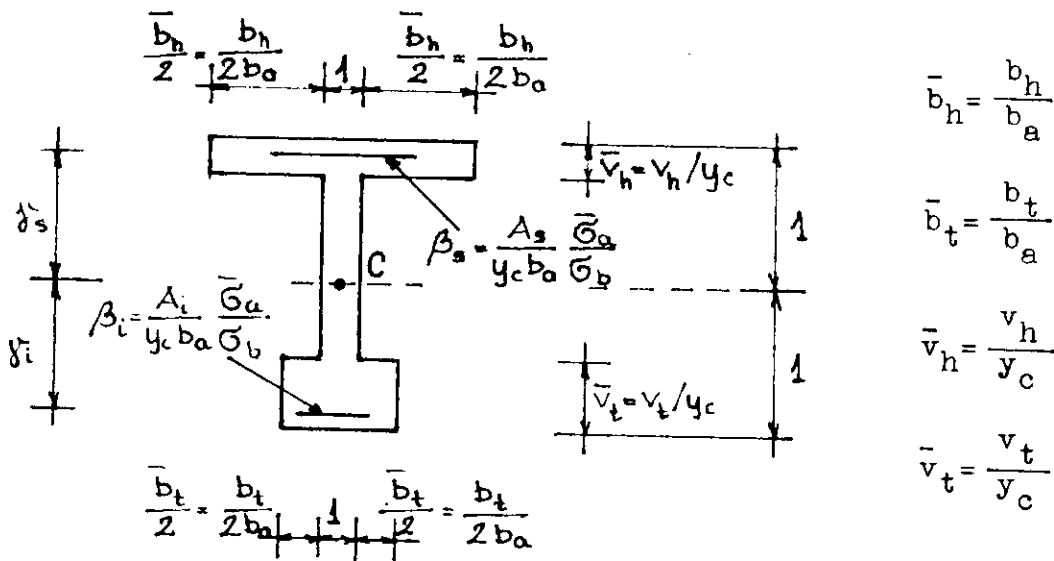 b̄h/2 = bh/2ba 1 b̄h/2 = bh/2ba
b̄h = bh/ba
v̄h = vh/yc
γs
1
βs = As/(yc ba) σ̄a/σb
b̄t = bt/ba
C
βi = Ai/(yc ba) σ̄a/σb
γi
1
v̄h = vh/yc
v̄t = vt/yc
v̄t = vt/yc
b̄t/2 = bt/2ba 1 b̄t/2 = bt/2ba